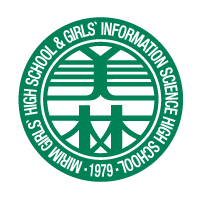 MIRIM GIRLS' HIGH SCHOOL & GIRLS' INFORMATION SCIENCE HIGH SCHOOL
美林
· 1979 ·